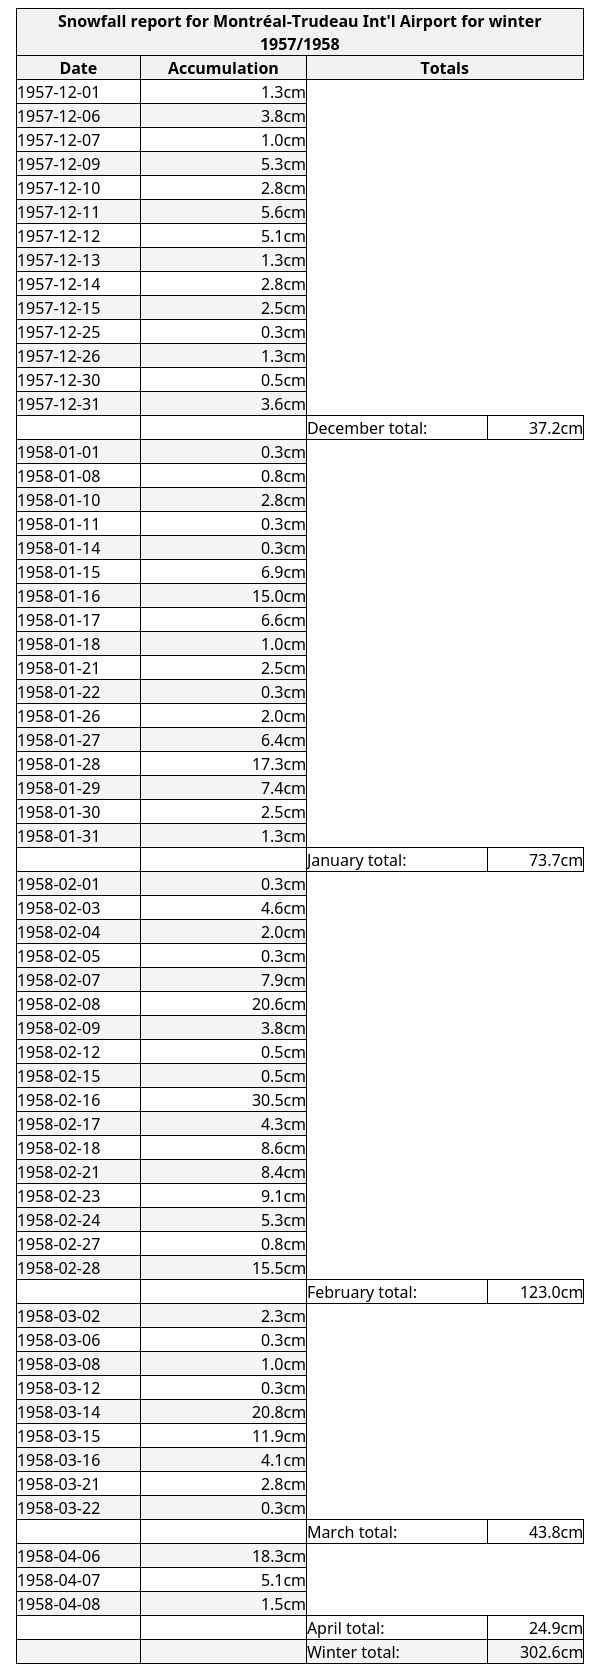 Snowfall report for Montréal-Trudeau Int'l Airport for winter
1957/1958
Date Accumulation Totals
1957-12-01 1.3cm
1957-12-06 3.8cm
1957-12-07 1.0cm
1957-12-09 5.3cm
1957-12-10 2.8cm
1957-12-11 5.6cm
1957-12-12 5.1cm
1957-12-13 1.3cm
1957-12-14 2.8cm
1957-12-15 2.5cm
1957-12-25 0.3cm
1957-12-26 1.3cm
1957-12-30 0.5cm
1957-12-31 3.6cm
December total: 37.2cm
1958-01-01 0.3cm
1958-01-08 0.8cm
1958-01-10 2.8cm
1958-01-11 0.3cm
1958-01-14 0.3cm
1958-01-15 6.9cm
1958-01-16 15.0cm
1958-01-17 6.6cm
1958-01-18 1.0cm
1958-01-21 2.5cm
1958-01-22 0.3cm
1958-01-26 2.0cm
1958-01-27 6.4cm
1958-01-28 17.3cm
1958-01-29 7.4cm
1958-01-30 2.5cm
1958-01-31 1.3cm
January total: 73.7cm
1958-02-01 0.3cm
1958-02-03 4.6cm
1958-02-04 2.0cm
1958-02-05 0.3cm
1958-02-07 7.9cm
1958-02-08 20.6cm
1958-02-09 3.8cm
1958-02-12 0.5cm
1958-02-15 0.5cm
1958-02-16 30.5cm
1958-02-17 4.3cm
1958-02-18 8.6cm
1958-02-21 8.4cm
1958-02-23 9.1cm
1958-02-24 5.3cm
1958-02-27 0.8cm
1958-02-28 15.5cm
February total: 123.0cm
1958-03-02 2.3cm
1958-03-06 0.3cm
1958-03-08 1.0cm
1958-03-12 0.3cm
1958-03-14 20.8cm
1958-03-15 11.9cm
1958-03-16 4.1cm
1958-03-21 2.8cm
1958-03-22 0.3cm
March total: 43.8cm
1958-04-06 18.3cm
1958-04-07 5.1cm
1958-04-08 1.5cm
April total: 24.9cm
Winter total: 302.6cm